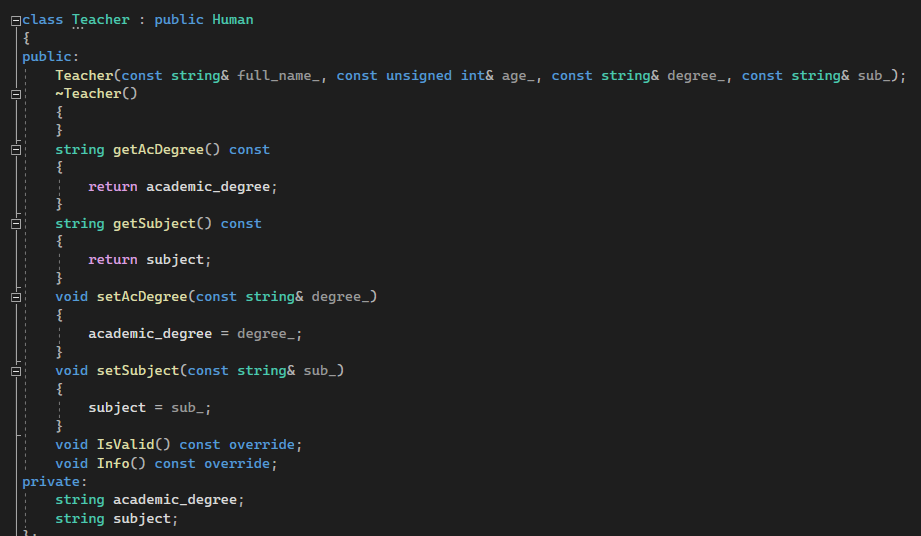 class Teacher : public Human
{
public:
    Teacher(const string& full_name_, const unsigned int& age_, const string& degree_, const string& sub_);
    ~Teacher()
    {
    }
    string getAcDegree() const
    {
        return academic_degree;
    }
    string getSubject() const
    {
        return subject;
    }
    void setAcDegree(const string& degree_)
    {
        academic_degree = degree_;
    }
    void setSubject(const string& sub_)
    {
        subject = sub_;
    }
    void IsValid() const override;
    void Info() const override;
private:
    string academic_degree;
    string subject;
};